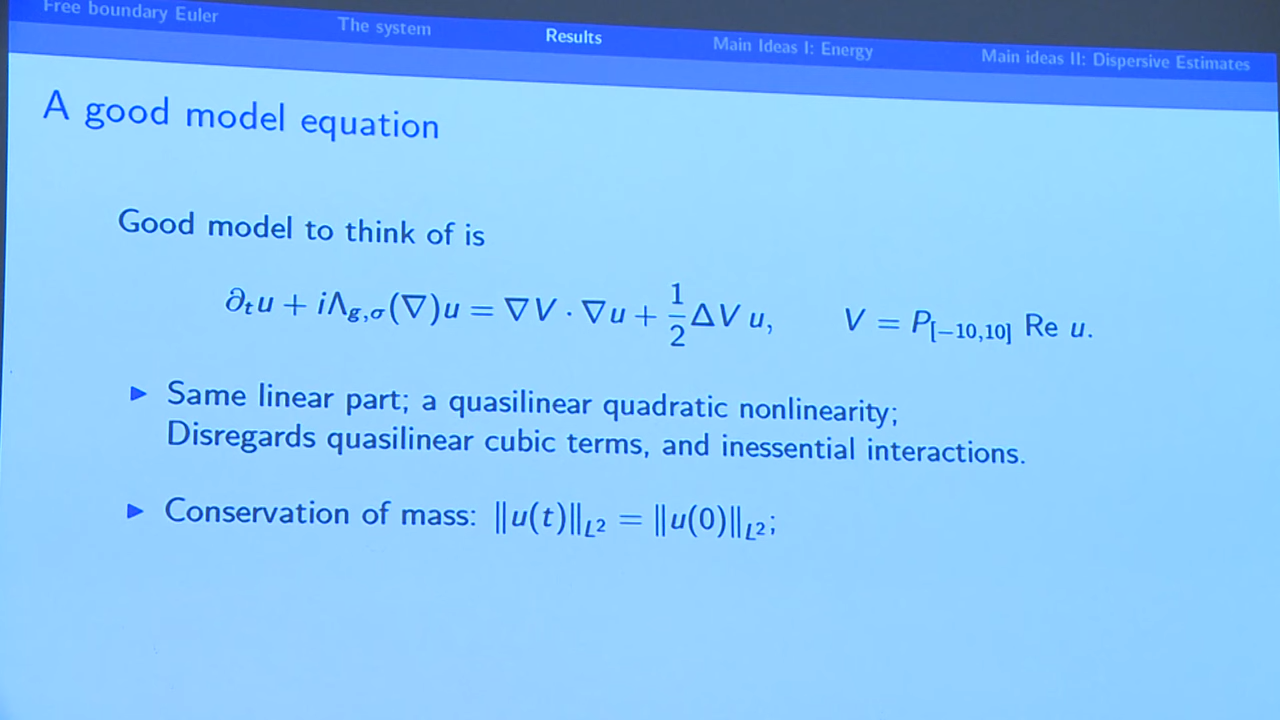 Free boundary Euler The system Results Main Ideas I: Energy Main ideas II: Dispersive Estimates
A good model equation
Good model to think of is
∂ₜu + iΛ_{g,σ}(∇)u = ∇V · ∇u + 1/2 ΔV u, V = P_{[−10,10]} Re u.
▶ Same linear part; a quasilinear quadratic nonlinearity;
Disregards quasilinear cubic terms, and inessential interactions.
▶ Conservation of mass: ‖u(t)‖_{L²} = ‖u(0)‖_{L²};